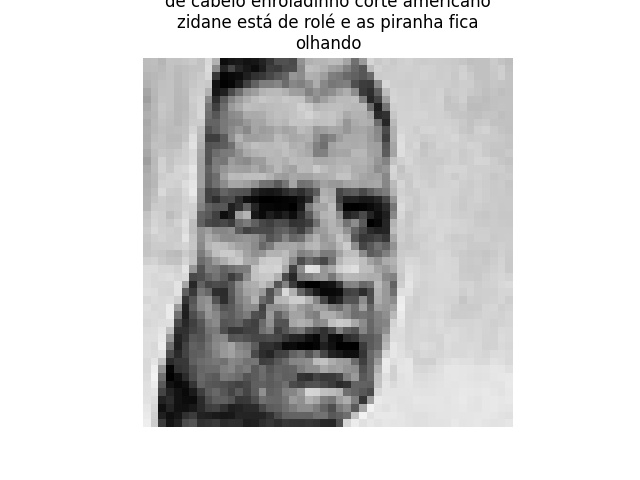 de cabelo enroladinho corte americano
zidane está de rolé e as piranha fica
olhando